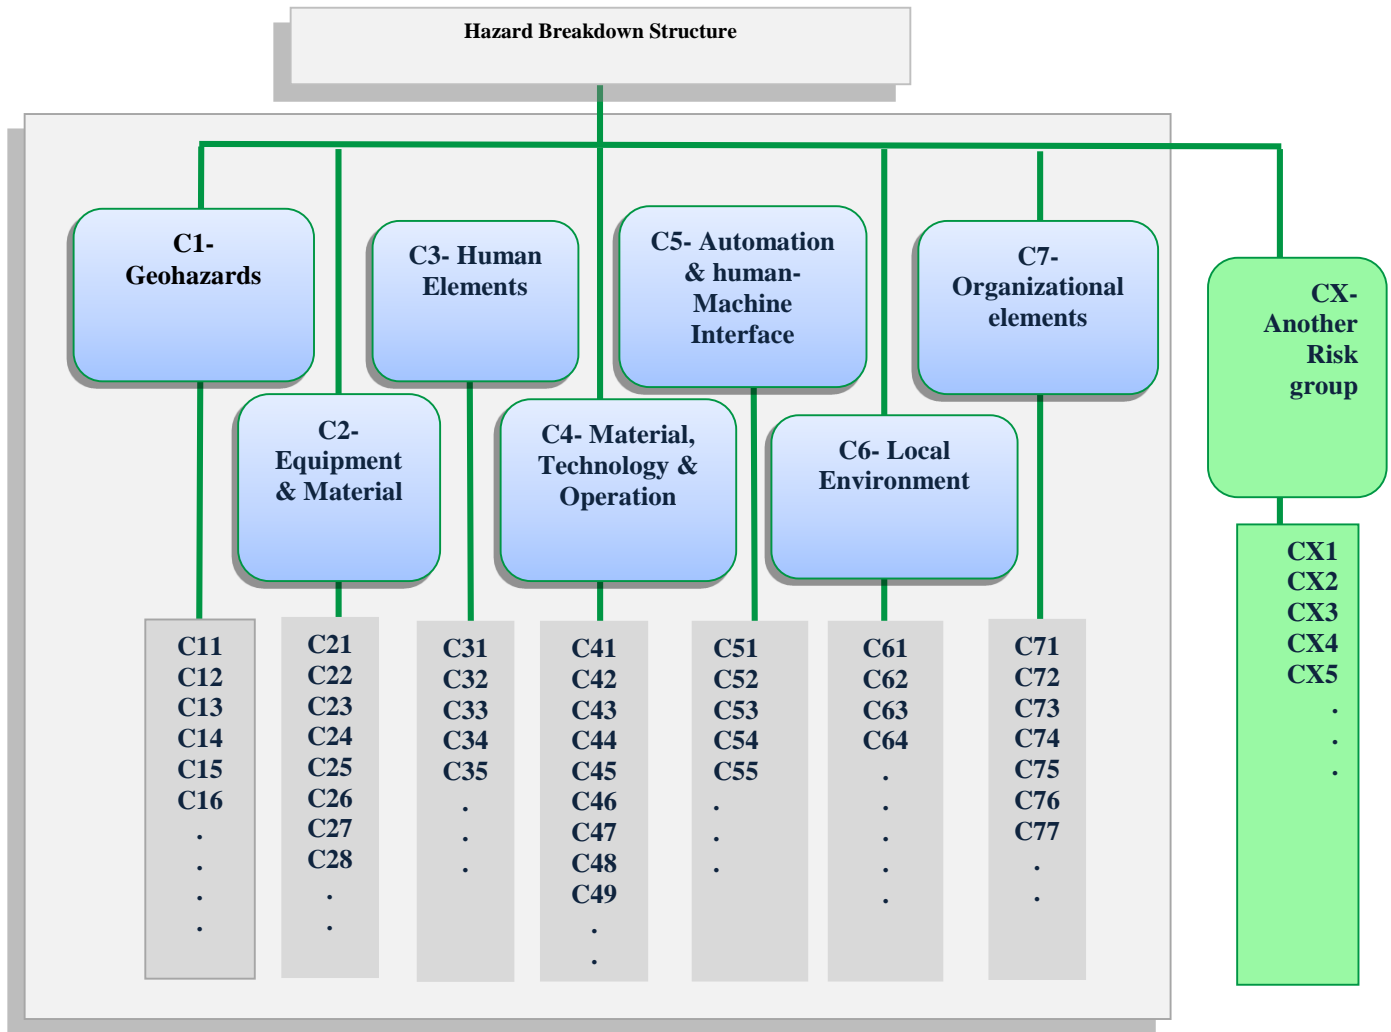 Hazard Breakdown Structure
C1-
Geohazards
C2-
Equipment
& Material
C3- Human
Elements
C4- Material,
Technology &
Operation
C5- Automation
& human-
Machine
Interface
C6- Local
Environment
C7-
Organizational
elements
CX-
Another
Risk
group
C11
C12
C13
C14
C15
C16
.
.
.
.
C21
C22
C23
C24
C25
C26
C27
C28
.
.
C31
C32
C33
C34
C35
.
.
.
C41
C42
C43
C44
C45
C46
C47
C48
C49
.
.
C51
C52
C53
C54
C55
.
.
.
C61
C62
C63
C64
.
.
.
.
.
C71
C72
C73
C74
C75
C76
C77
.
.
CX1
CX2
CX3
CX4
CX5
.
.
.